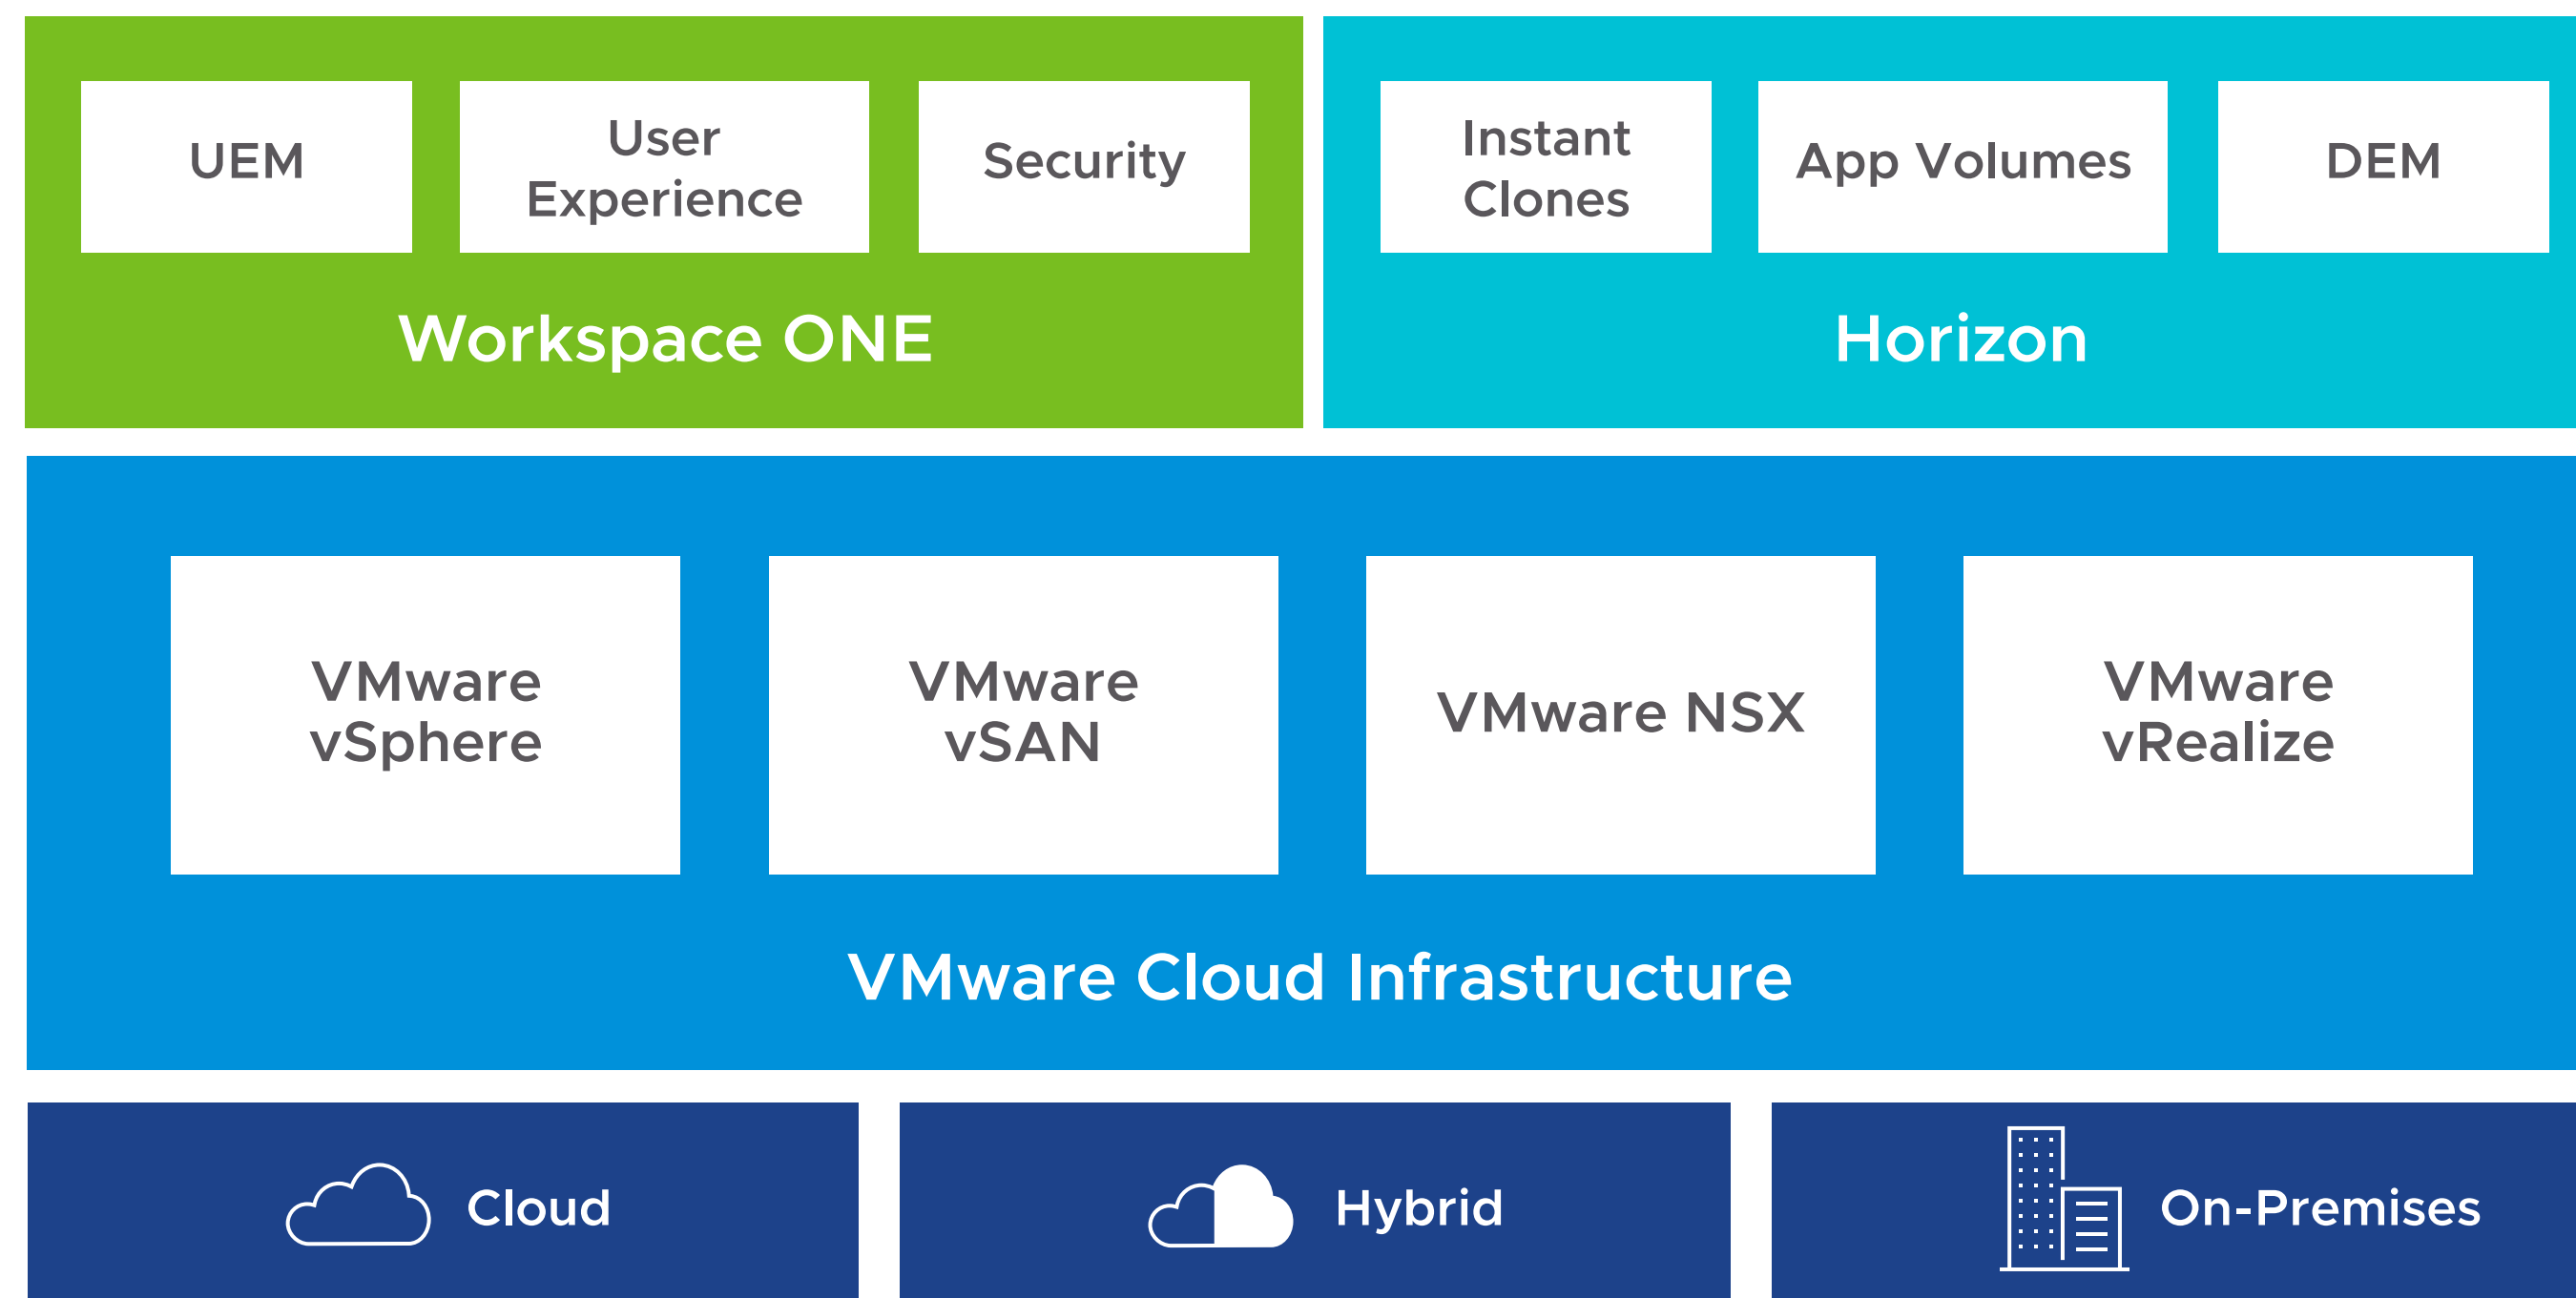 UEM
User
Experience
Security
Workspace ONE
Instant
Clones
App Volumes
DEM
Horizon
VMware
vSphere
VMware
vSAN
VMware NSX
VMware
vRealize
VMware Cloud Infrastructure
Cloud
Hybrid
On-Premises